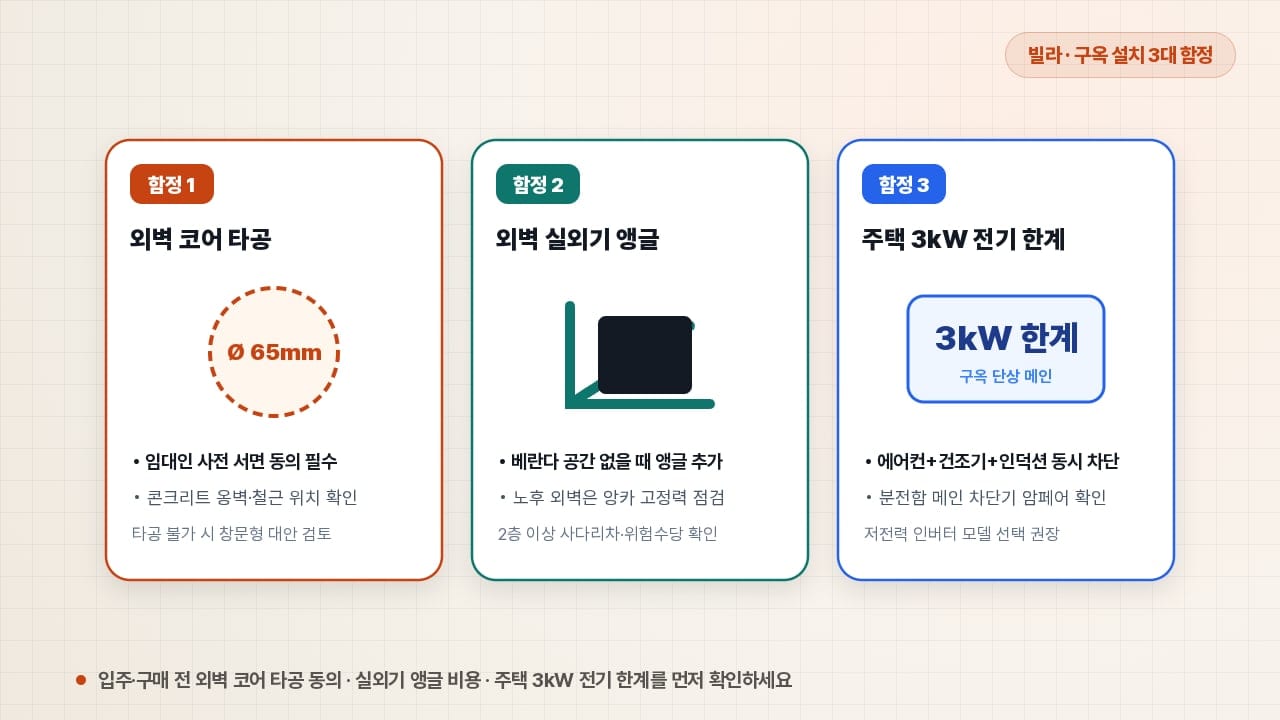 빌라 · 구옥 설치 3대 함정
함정 1
외벽 코어 타공
Ø 65mm
• 임대인 사전 서면 동의 필수
• 콘크리트 옹벽·철근 위치 확인
타공 불가 시 창문형 대안 검토
함정 2
외벽 실외기 앵글
• 베란다 공간 없을 때 앵글 추가
• 노후 외벽은 앙카 고정력 점검
2층 이상 사다리차·위험수당 확인
함정 3
주택 3kW 전기 한계
3kW 한계
구옥 단상 메인
• 에어컨+건조기+인덕션 동시 차단
• 분전함 메인 차단기 암페어 확인
저전력 인버터 모델 선택 권장
입주·구매 전 외벽 코어 타공 동의 · 실외기 앵글 비용 · 주택 3kW 전기 한계를 먼저 확인하세요